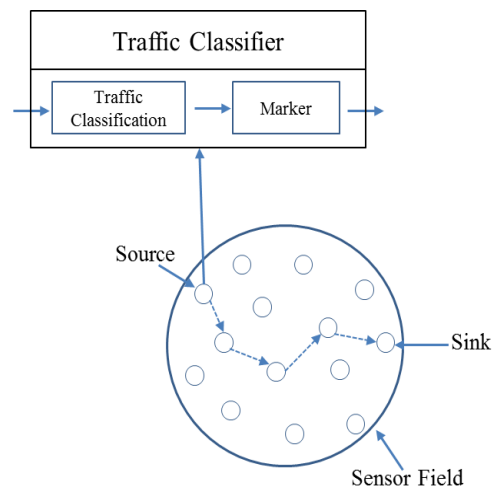 Traffic Classifier
Traffic
Classification
Marker
Source
Sink
Sensor Field